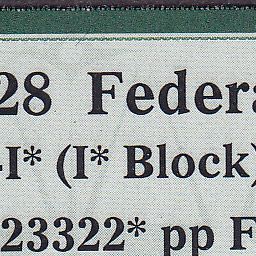 28 Federa
-I* (I* Block)
23322* pp F